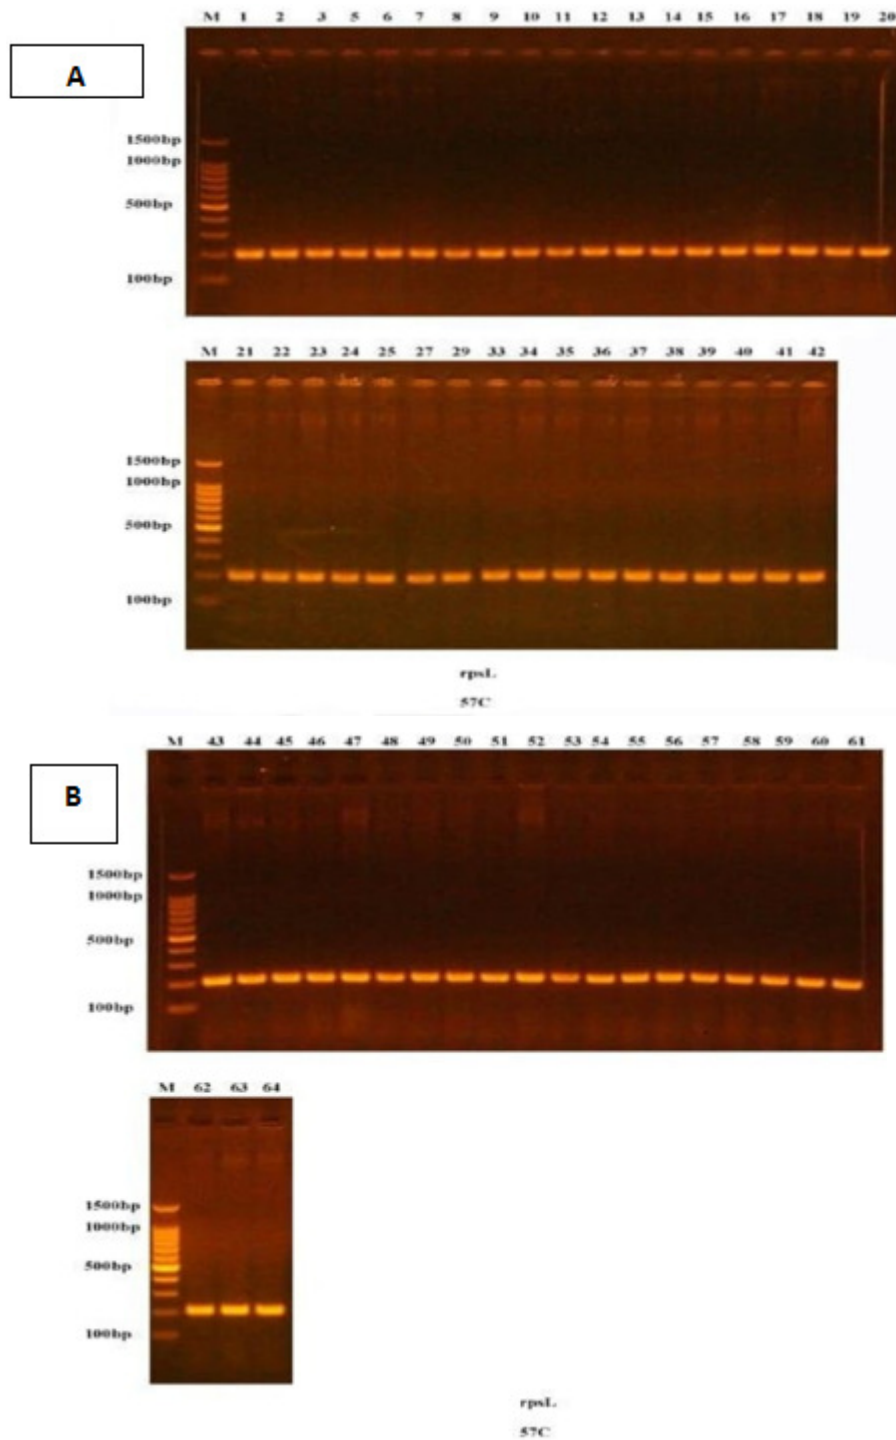 A
M 1 2 3 5 6 7 8 9 10 11 12 13 14 15 16 17 18 19 20
1500bp
1000bp
500bp
100bp
M 21 22 23 24 25 27 29 33 34 35 36 37 38 39 40 41 42
1500bp
1000bp
500bp
100bp
rpsL
57C
B
M 43 44 45 46 47 48 49 50 51 52 53 54 55 56 57 58 59 60 61
1500bp
1000bp
500bp
100bp
M 62 63 64
1500bp
1000bp
500bp
100bp
rpsL
57C